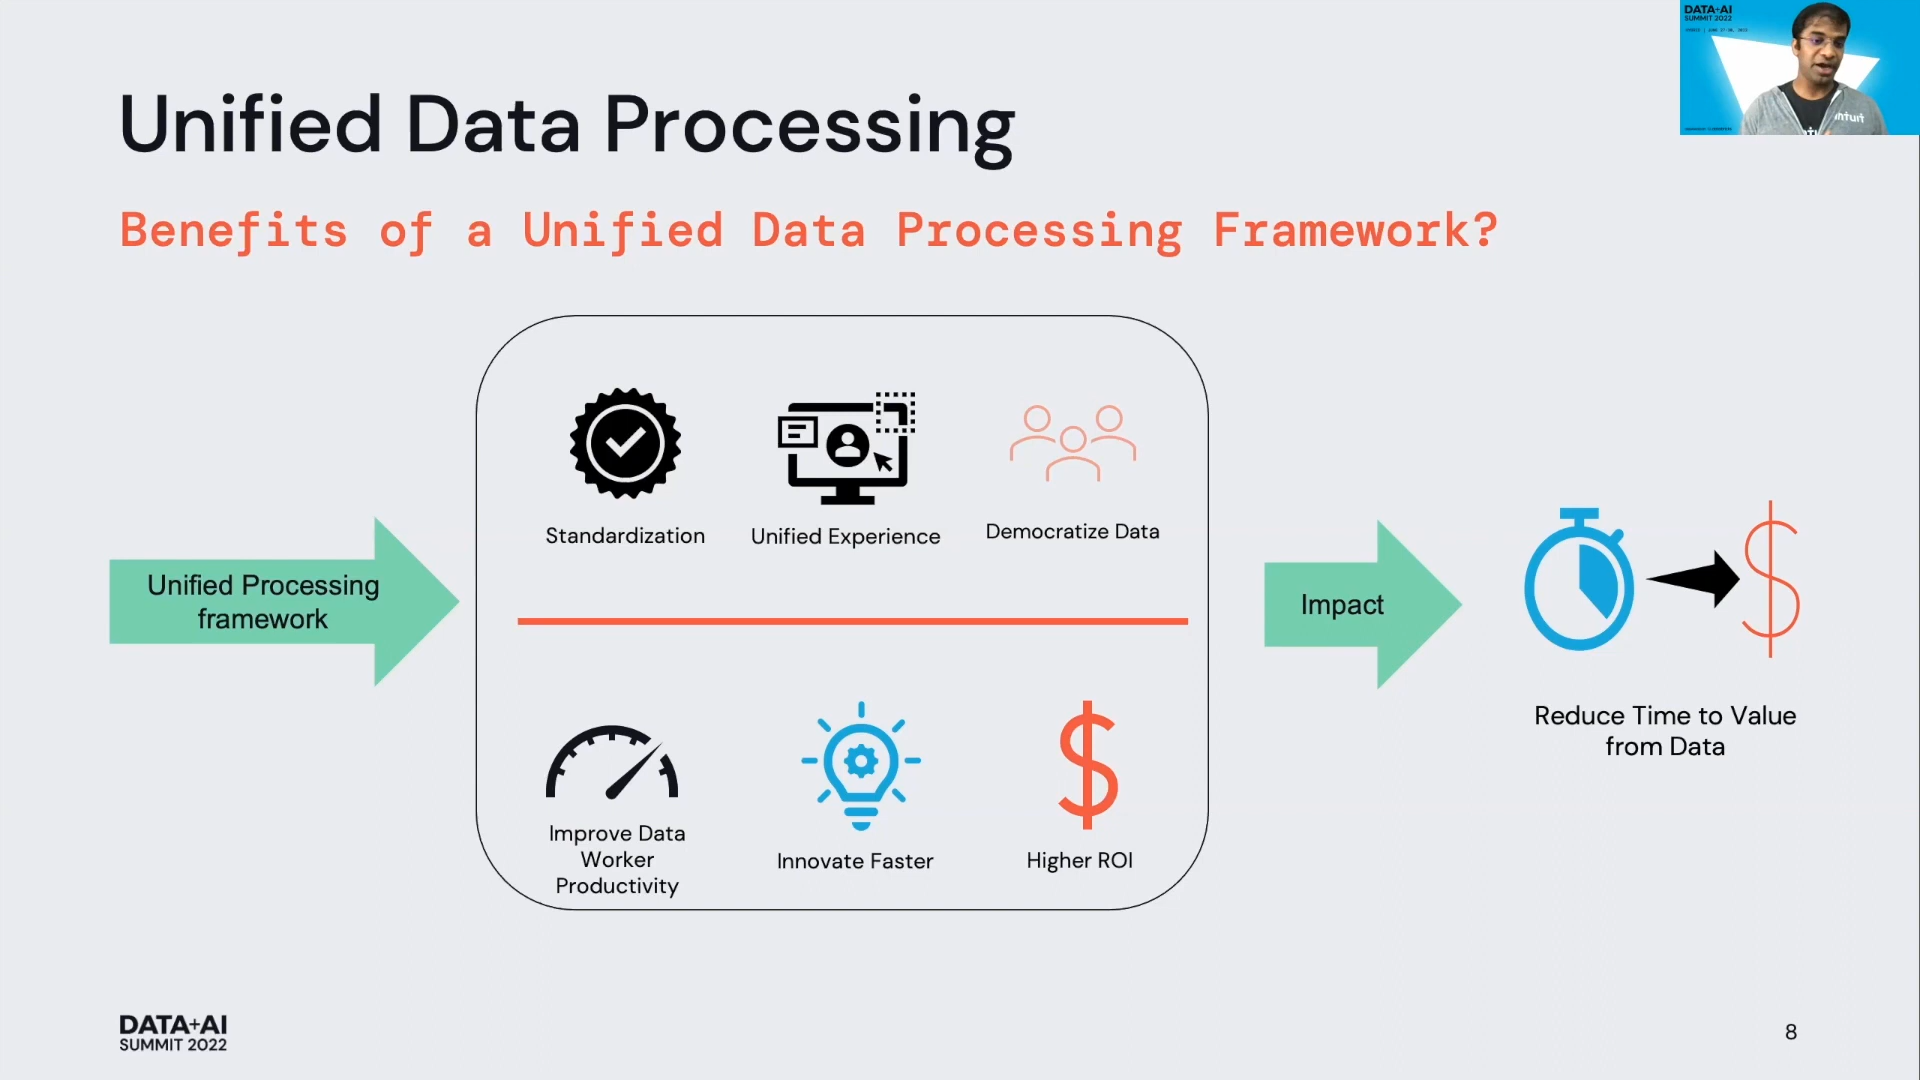 Unified Data Processing
Benefits of a Unified Data Processing Framework?
DATA+AI
SUMMIT 2022
intuit
Unified Processing
framework
Standardization
Unified Experience
Democratize Data
Improve Data
Worker
Productivity
Innovate Faster
Higher ROI
Impact
Reduce Time to Value
from Data
DATA+AI
SUMMIT 2022
8